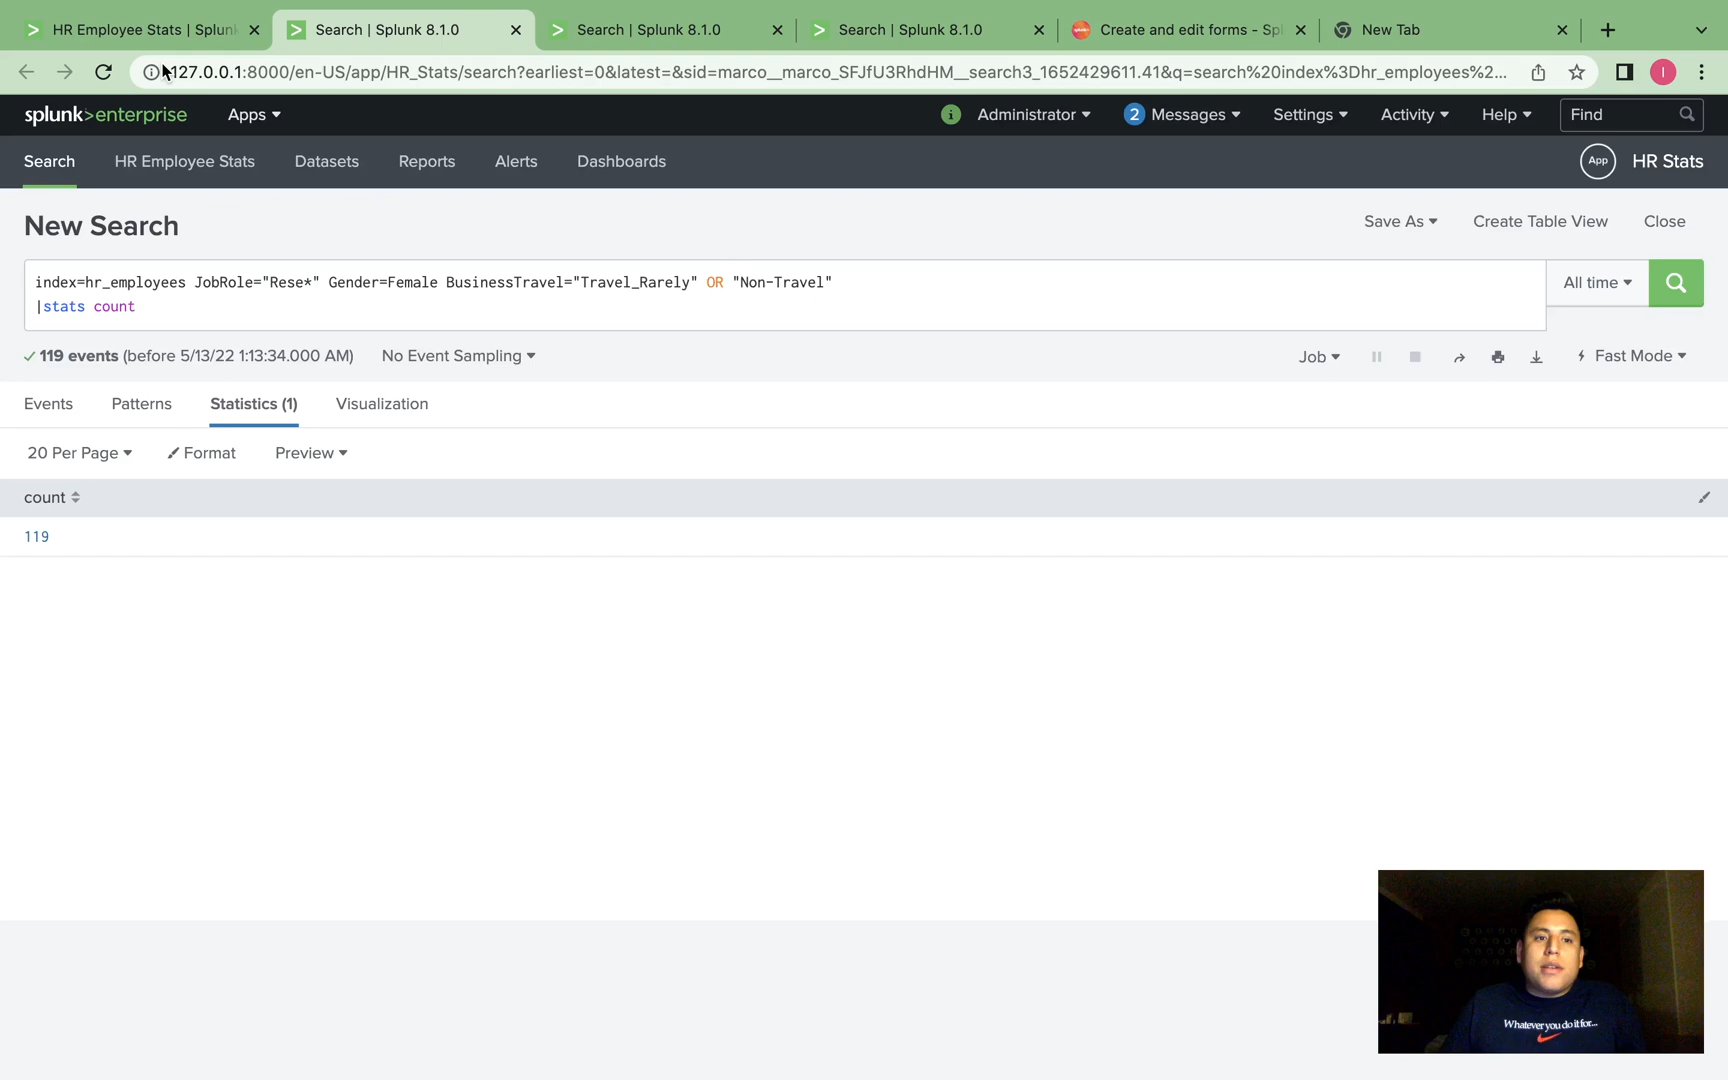 HR Employee Stats | Splun
Search | Splunk 8.1.0
Search | Splunk 8.1.0
Search | Splunk 8.1.0
Create and edit forms - Spl
New Tab
127.0.0.1:8000/en-US/app/HR_Stats/search?earliest=0&latest=&sid=marco__marco_SFJfU3RhdHM__search3_1652429611.41&q=search%20index%3Dhr_employees%2...
splunk>enterprise
Apps
i
Administrator
2 Messages
Settings
Activity
Help
Find
Search
HR Employee Stats
Datasets
Reports
Alerts
Dashboards
App
HR Stats
New Search
Save As
Create Table View
Close
index=hr_employees JobRole="Rese*" Gender=Female BusinessTravel="Travel_Rarely" OR "Non-Travel"
|stats count
All time
119 events (before 5/13/22 1:13:34.000 AM)
No Event Sampling
Job
Fast Mode
Events
Patterns
Statistics (1)
Visualization
20 Per Page
Format
Preview
count
119
Whatever you do it for...